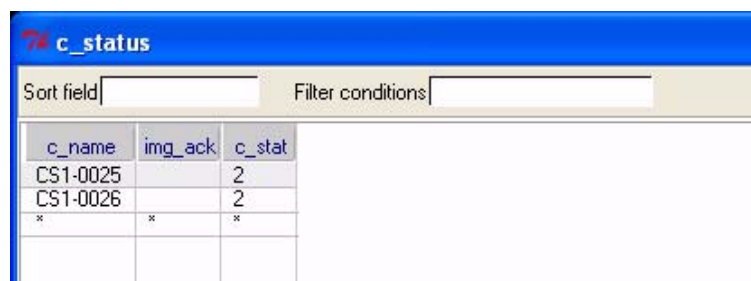 c_status
Sort field Filter conditions
c_name img_ack c_stat
CS1-0025 2
CS1-0026 2
* * *